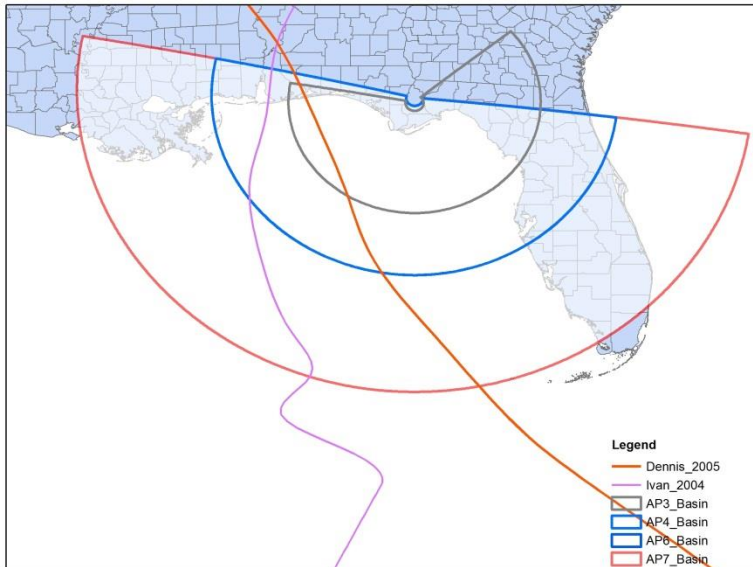 Legend
Dennis_2005
Ivan_2004
AP3_Basin
AP4_Basin
AP6_Basin
AP7_Basin